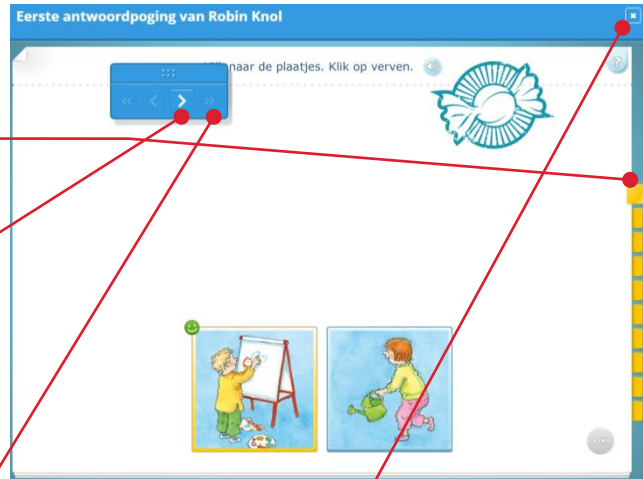 Eerste antwoordpoging van Robin Knol
naar de plaatjes. Klik op verven.
?
OK